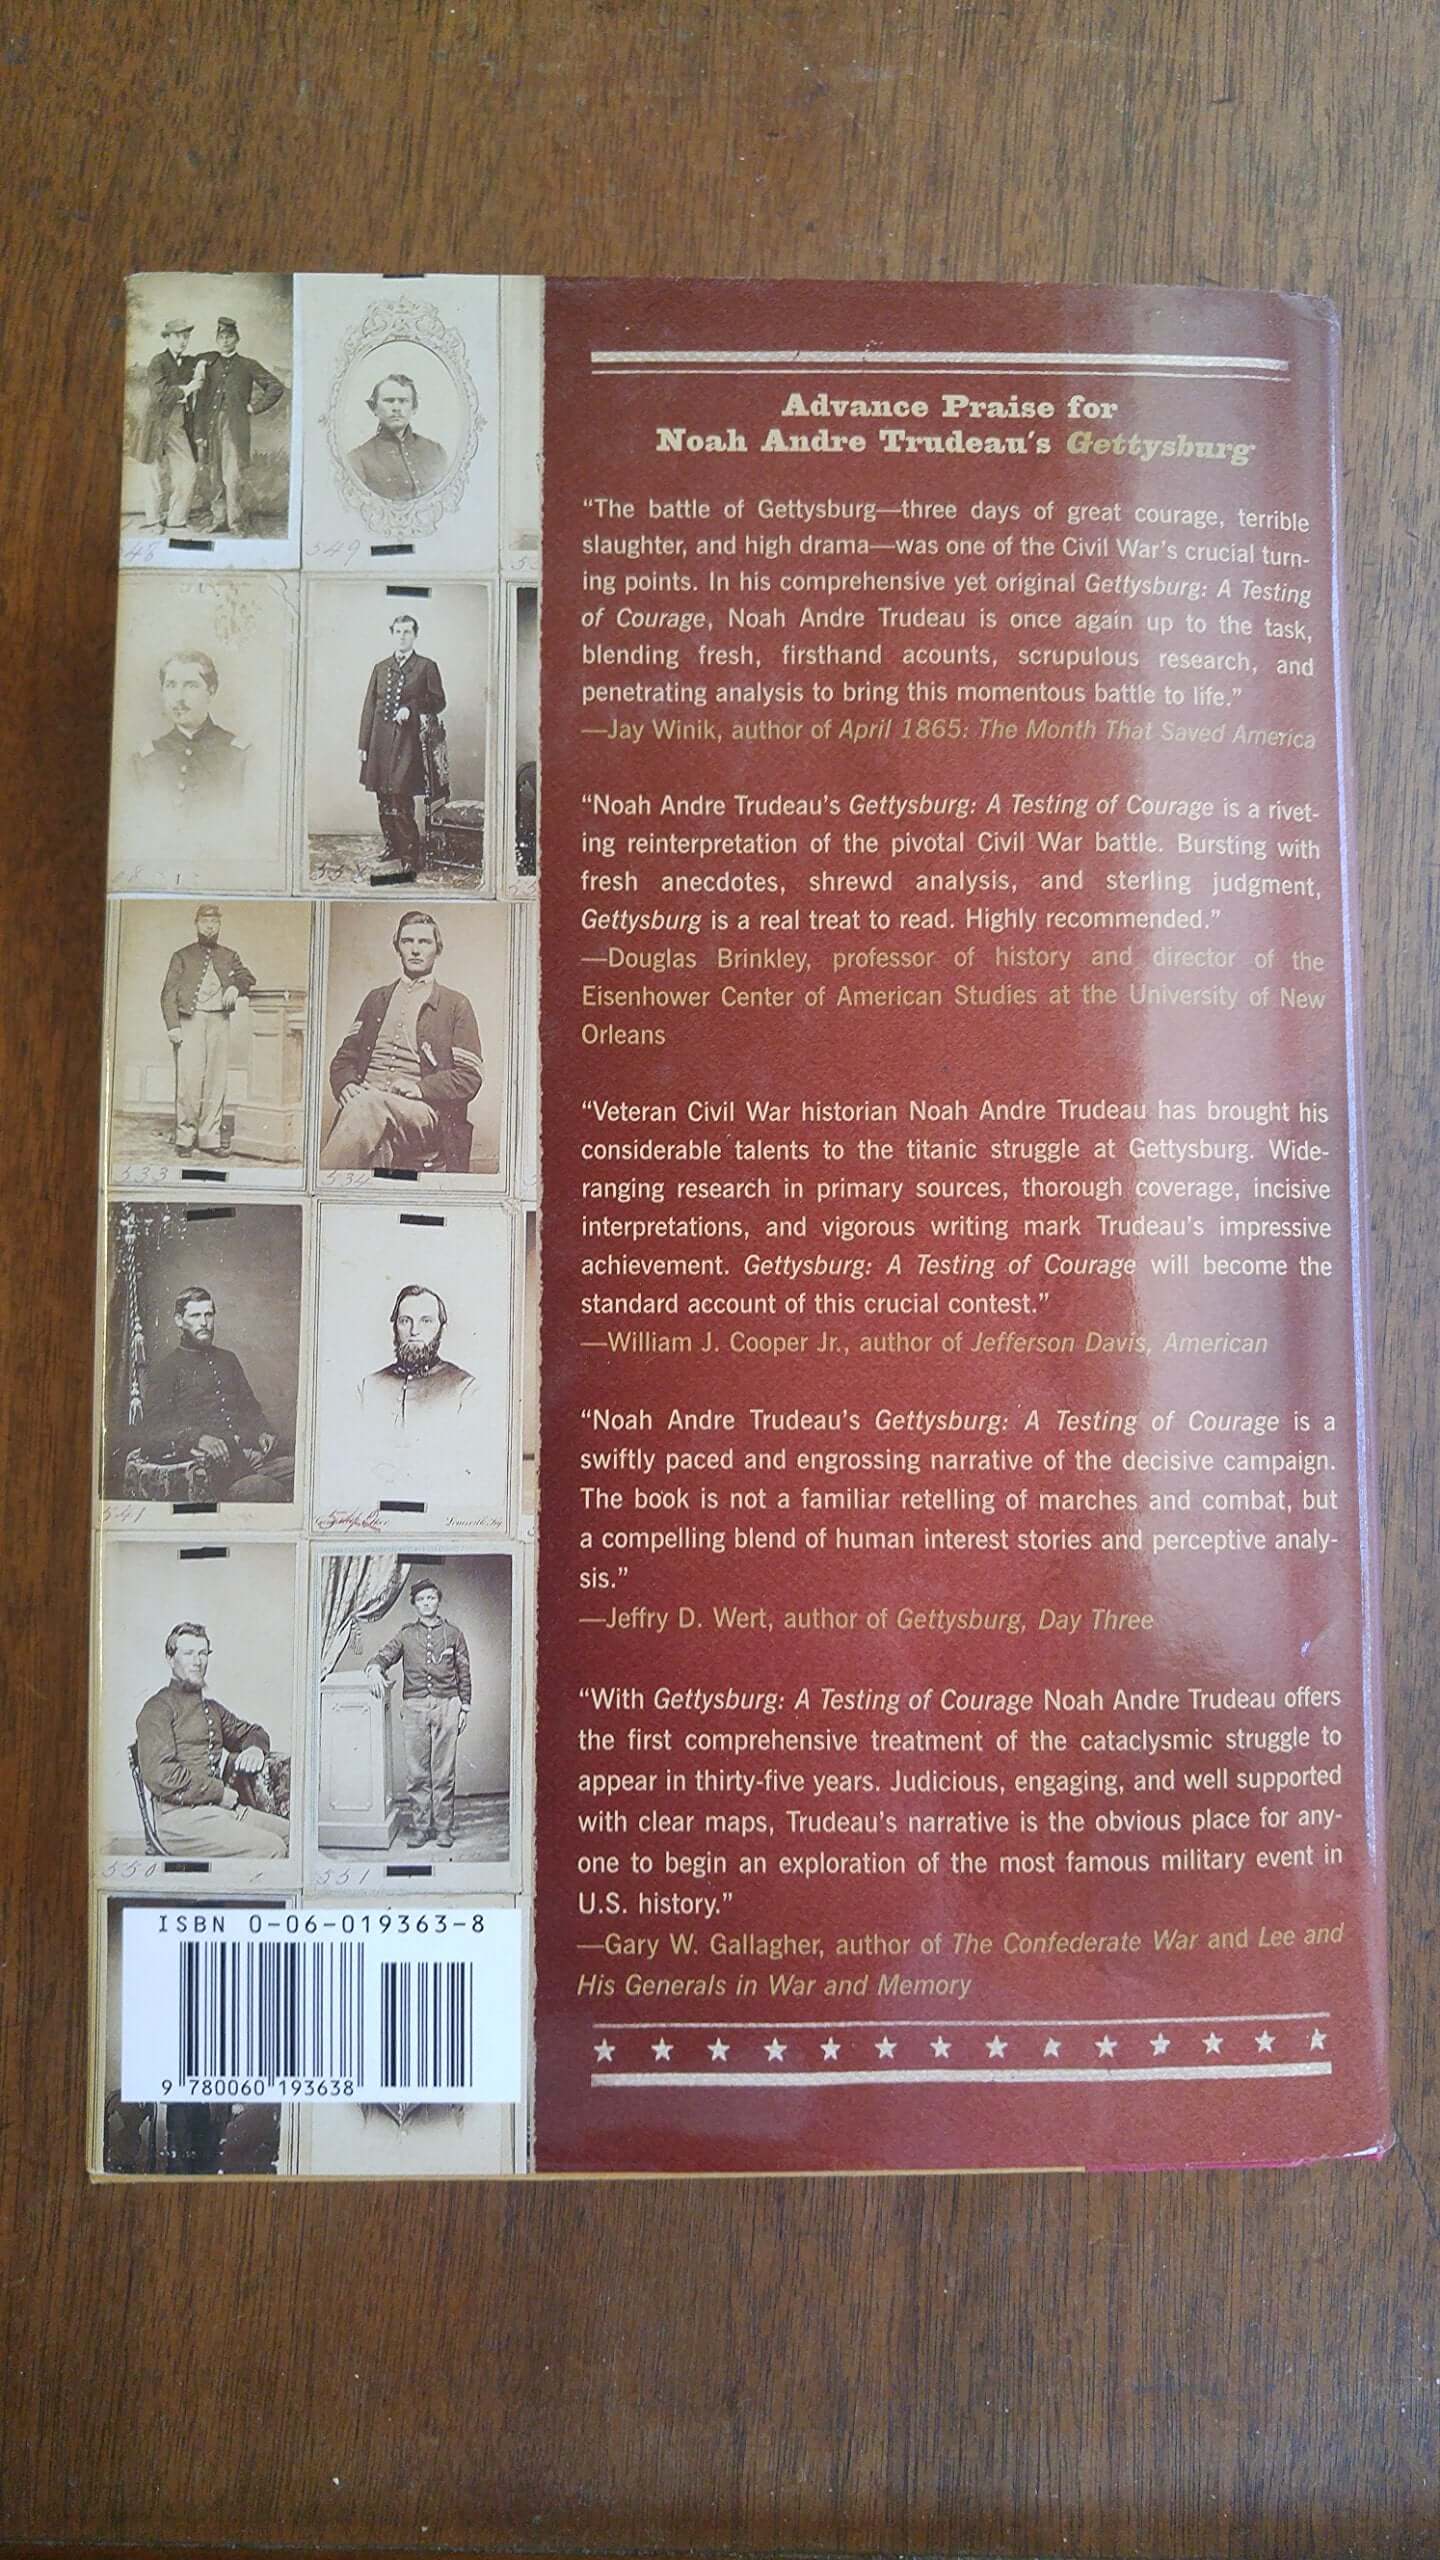 Advance Praise for
Noah Andre Trudeau's Gettysburg
“The battle of Gettysburg—three days of great courage, terrible
slaughter, and high drama—was one of the Civil War's crucial turn-
ing points. In his comprehensive yet original Gettysburg: A Testing
of Courage, Noah Andre Trudeau is once again up to the task,
blending fresh, firsthand acounts, scrupulous research, and
penetrating analysis to bring this momentous battle to life.”
—Jay Winik, author of April 1865: The Month That Saved America
“Noah Andre Trudeau's Gettysburg: A Testing of Courage is a rivet-
ing reinterpretation of the pivotal Civil War battle. Bursting with
fresh anecdotes, shrewd analysis, and sterling judgment,
Gettysburg is a real treat to read. Highly recommended.”
—Douglas Brinkley, professor of history and director of the
Eisenhower Center of American Studies at the University of New
Orleans
“Veteran Civil War historian Noah Andre Trudeau has brought his
considerable talents to the titanic struggle at Gettysburg. Wide-
ranging research in primary sources, thorough coverage, incisive
interpretations, and vigorous writing mark Trudeau's impressive
achievement. Gettysburg: A Testing of Courage will become the
standard account of this crucial contest.”
—William J. Cooper Jr., author of Jefferson Davis, American
“Noah Andre Trudeau's Gettysburg: A Testing of Courage is a
swiftly paced and engrossing narrative of the decisive campaign.
The book is not a familiar retelling of marches and combat, but
a compelling blend of human interest stories and perceptive analy-
sis.”
—Jeffry D. Wert, author of Gettysburg, Day Three
“With Gettysburg: A Testing of Courage Noah Andre Trudeau offers
the first comprehensive treatment of the cataclysmic struggle to
appear in thirty-five years. Judicious, engaging, and well supported
with clear maps, Trudeau's narrative is the obvious place for any-
one to begin an exploration of the most famous military event in
U.S. history.”
—Gary W. Gallagher, author of The Confederate War and Lee and
His Generals in War and Memory
549
533
534
541
550
551
ISBN 0-06-019363-8
9 780060 193638